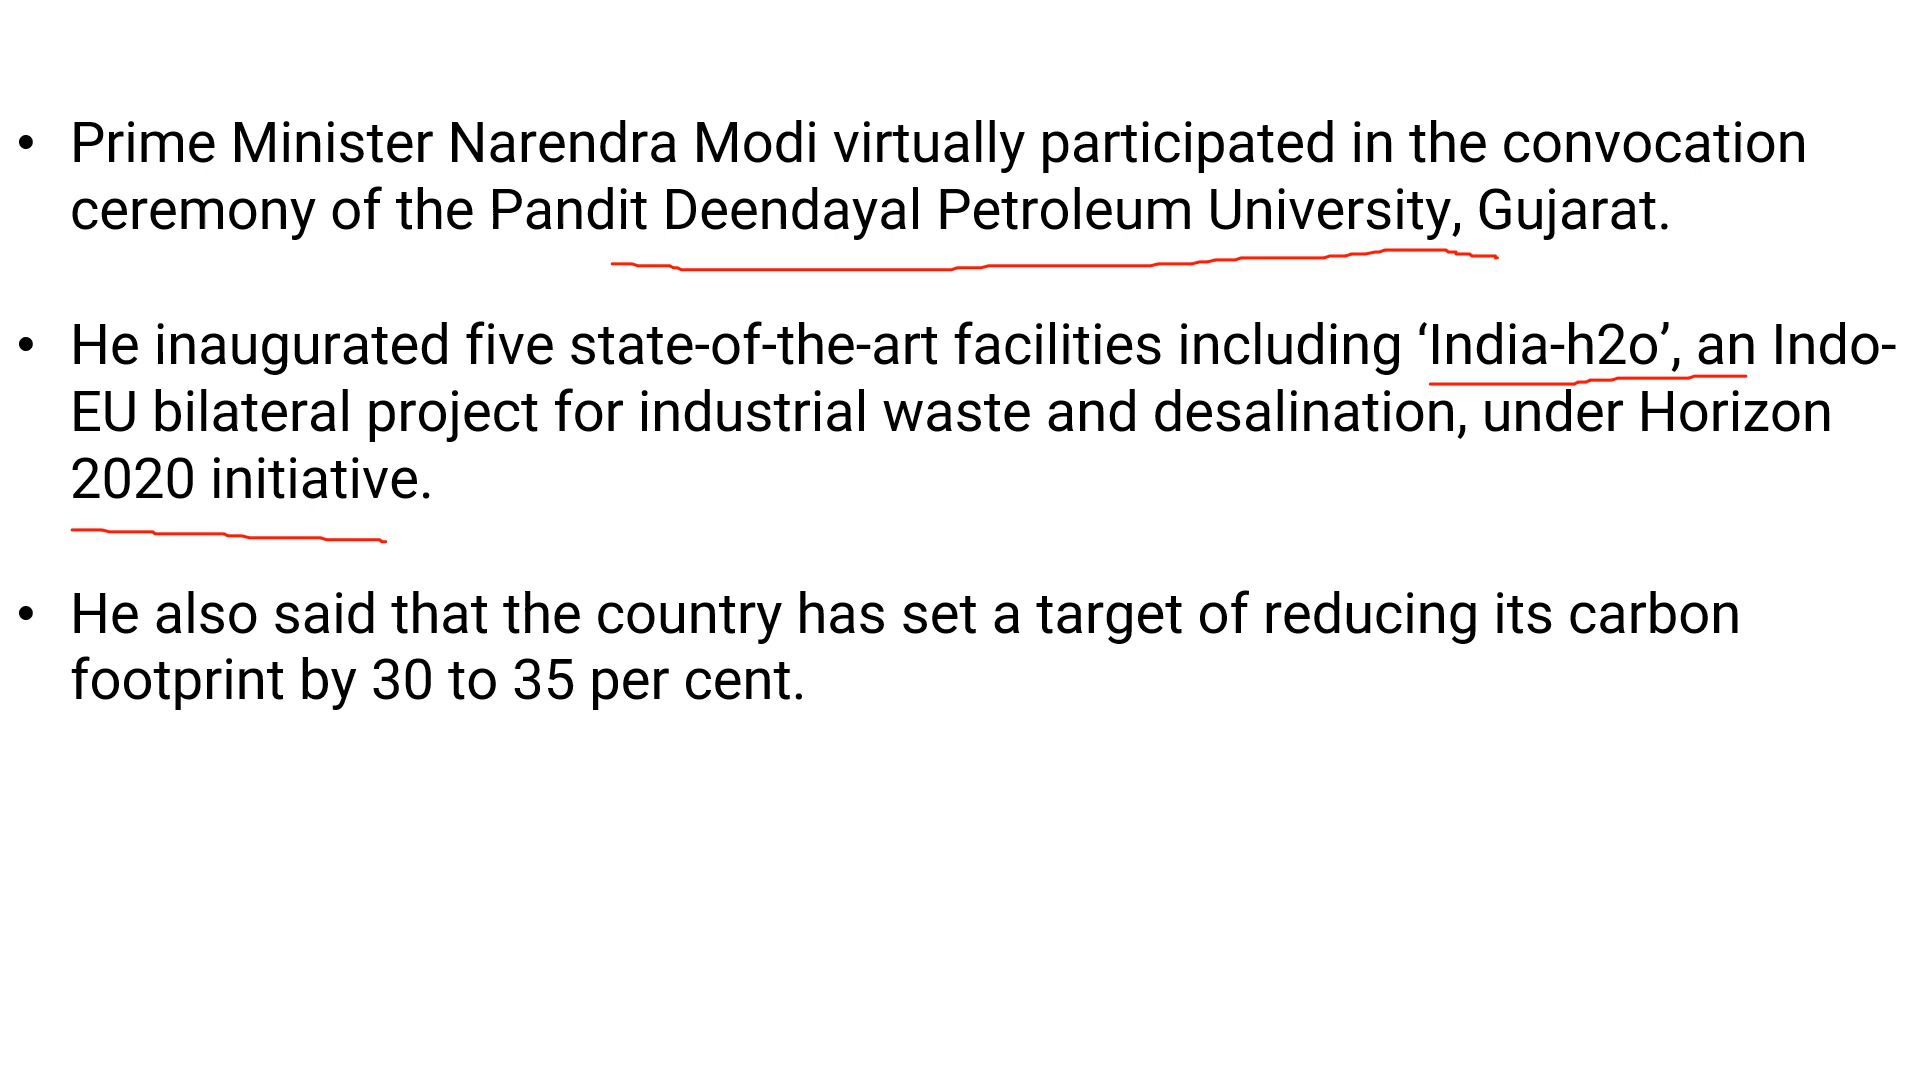 • Prime Minister Narendra Modi virtually participated in the convocation
ceremony of the Pandit Deendayal Petroleum University, Gujarat.
• He inaugurated five state-of-the-art facilities including ‘India-h2o’, an Indo-
EU bilateral project for industrial waste and desalination, under Horizon
2020 initiative.
• He also said that the country has set a target of reducing its carbon
footprint by 30 to 35 per cent.